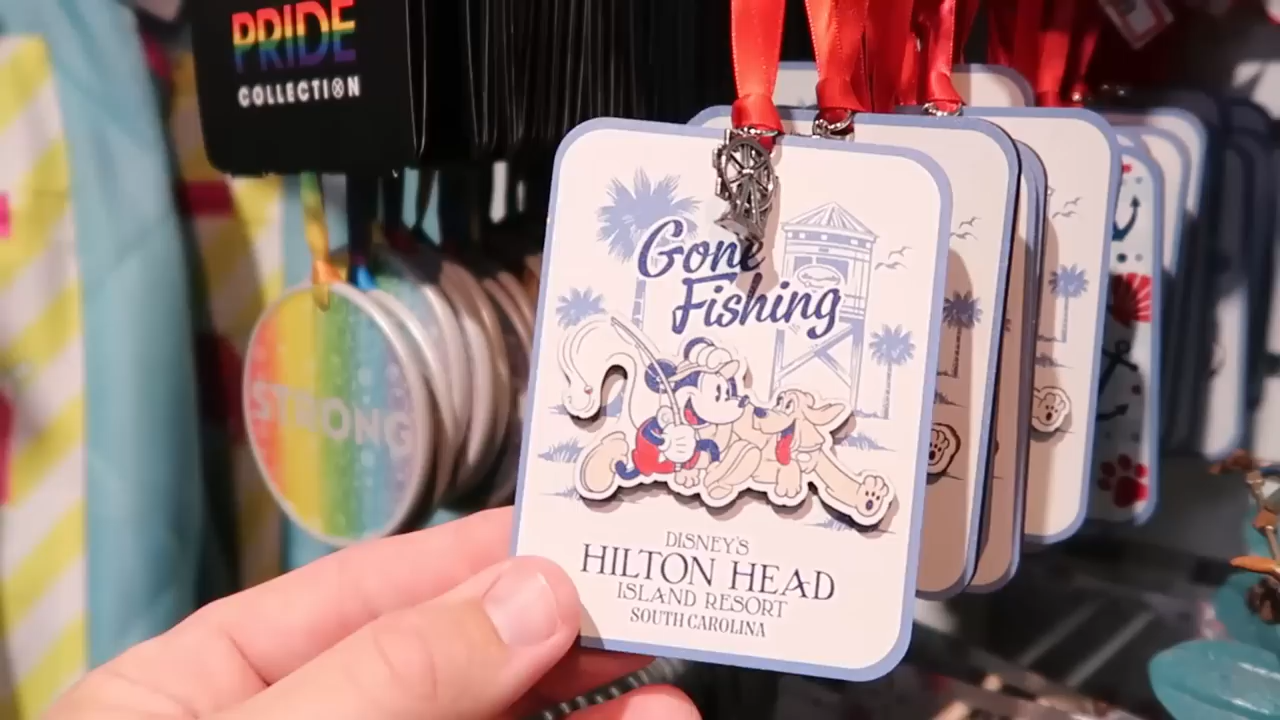 PRIDE
COLLECTION
STRONG
Gone
Fishing
DISNEY'S
HILTON HEAD
ISLAND RESORT
SOUTH CAROLINA